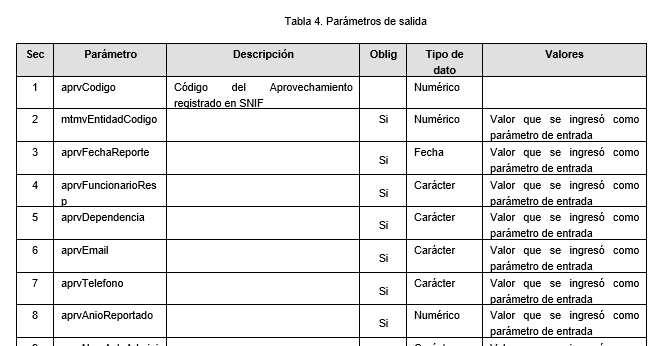 Tabla 4. Parámetros de salida
Sec Parámetro Descripción Oblig Tipo de dato Valores
1 aprvCodigo Código del Aprovechamiento registrado en SNIF Numérico
2 mtmvEntidadCodigo Si Numérico Valor que se ingresó como parámetro de entrada
3 aprvFechaReporte Si Fecha Valor que se ingresó como parámetro de entrada
4 aprvFuncionarioResp Si Carácter Valor que se ingresó como parámetro de entrada
5 aprvDependencia Si Carácter Valor que se ingresó como parámetro de entrada
6 aprvEmail Si Carácter Valor que se ingresó como parámetro de entrada
7 aprvTelefono Si Carácter Valor que se ingresó como parámetro de entrada
8 aprvAnioReportado Si Numérico Valor que se ingresó como parámetro de entrada